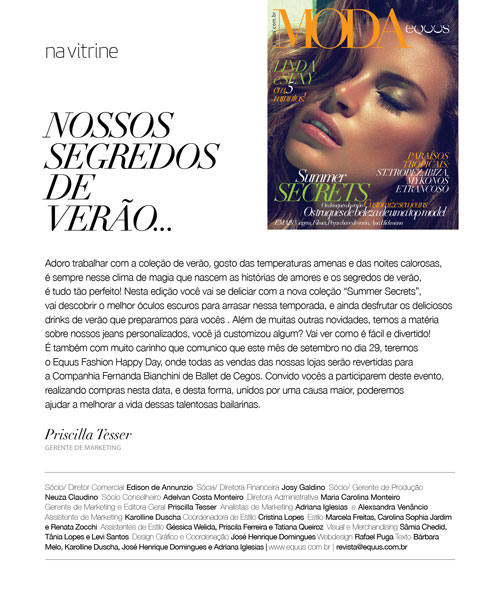 navitrine
www.equus.com.br
MODA
equus
LINDA
e SEXY
em 5
minutos!
PARAÍSOS
TROPICAIS:
ST.TROPEZ, IBIZA,
MYKONOS
E TRANCOSO
Summer
SECRETS
Customize seu jeans
Os truques de beleza de uma top model
NOSSOS
SEGREDOS
DE
VERÃO...
Adoro trabalhar com a coleção de verão, gosto das temperaturas amenas e das noites calorosas,
é sempre nesse clima de magia que nascem as histórias de amores e os segredos de verão,
é tudo tão perfeito! Nesta edição você vai se deliciar com a nova coleção “Summer Secrets”,
vai descobrir o melhor óculos escuros para arrasar nessa temporada, e ainda desfrutar os deliciosos
drinks de verão que preparamos para vocês . Além de muitas outras novidades, temos a matéria
sobre nossos jeans personalizados, você já customizou algum? Vai ver como é fácil e divertido!
É também com muito carinho que comunico que este mês de setembro no dia 29, teremos
o Equus Fashion Happy Day, onde todas as vendas das nossas lojas serão revertidas para
a Companhia Fernanda Bianchini de Ballet de Cegos. Convido vocês a participarem deste evento,
realizando compras nesta data, e desta forma, unidos por uma causa maior, poderemos
ajudar a melhorar a vida dessas talentosas bailarinas.
Priscilla Tesser
GERENTE DE MARKETING
Sócio/ Diretor Comercial Edison de Annunzio Sócia/ Diretora Financeira Josy Galdino Sócio/ Gerente de Produção
Neuza Claudino Sócio Conselheiro Adelvan Costa Monteiro Diretora Administrativa Maria Carolina Monteiro
Gerente de Marketing e Editora Geral Priscilla Tesser Analistas de Marketing Adriana Iglesias e Alexsandra Venâncio
Assistente de Marketing Karolline Duscha Coordenadora de Estilo Cristina Lopes Estilo Marcela Freitas, Carolina Sophia Jardim
e Renata Zocchi Assistentes de Estilo Géssica Welida, Priscila Ferreira e Tatiana Queiroz Visual e Merchandising Sâmia Chedid,
Tânia Lopes e Levi Santos Design Gráfico e Coordenação José Henrique Domingues Webdesign Rafael Puga Texto Bárbara
Melo, Karolline Duscha, José Henrique Domingues e Adriana Iglesias | www.equus.com.br | revista@equus.com.br